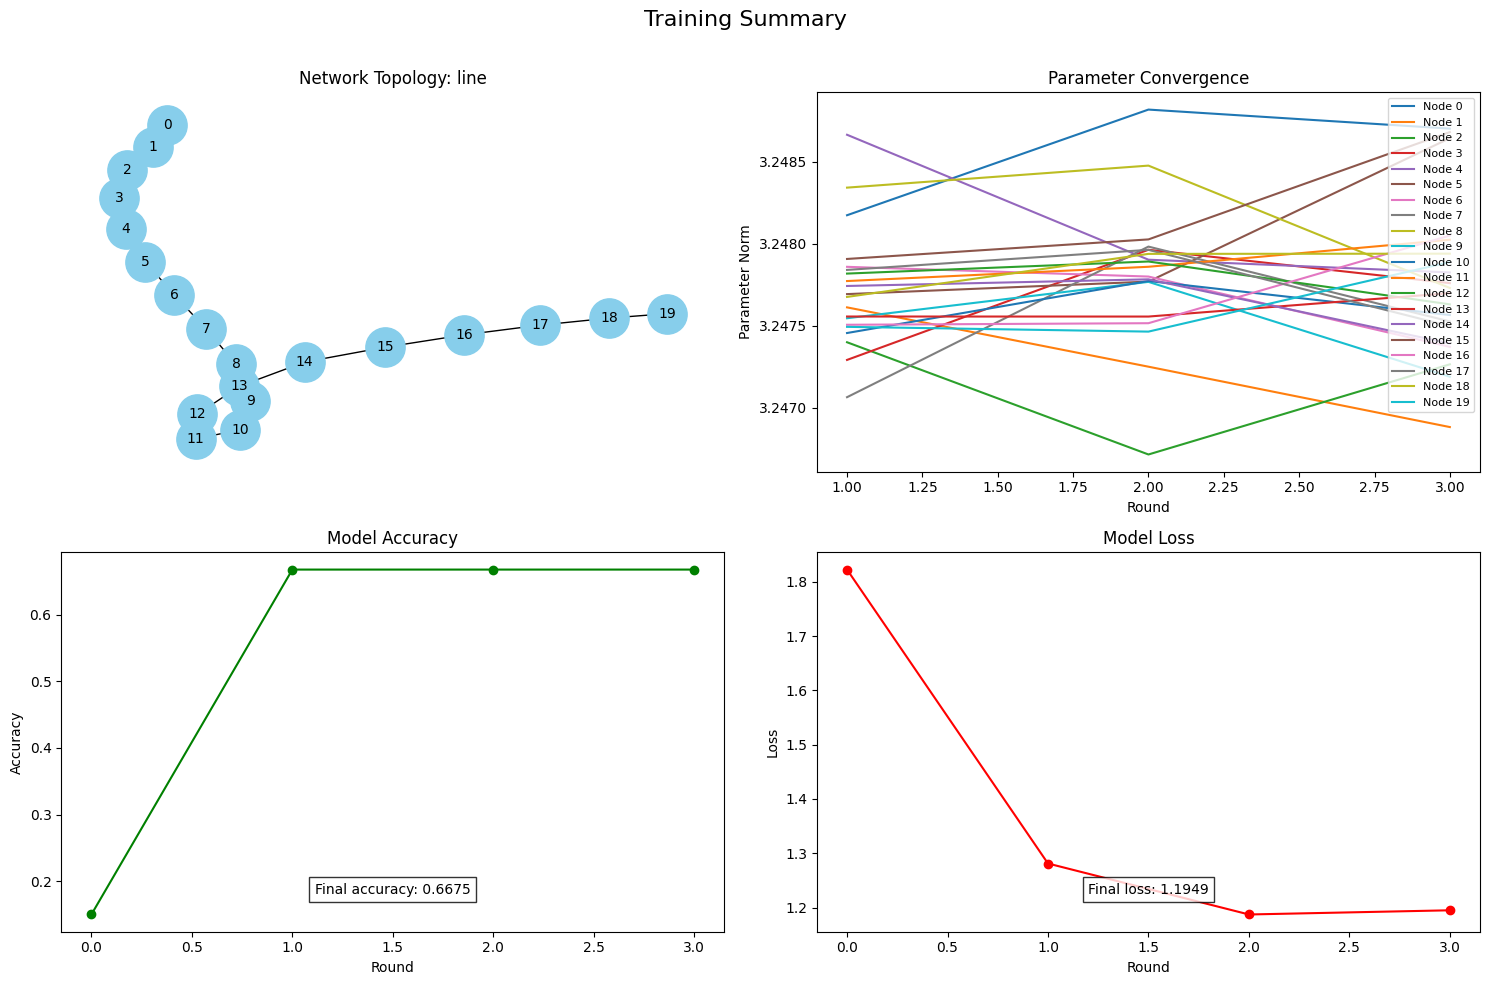 Training Summary
Network Topology: line
0
1
2
3
4
5
6
7
8
13
9
12
11
10
14
15
16
17
18
19
Parameter Convergence
Parameter Norm
3.2485
3.2480
3.2475
3.2470
1.00 1.25 1.50 1.75 2.00 2.25 2.50 2.75 3.00
Round
Node 0
Node 1
Node 2
Node 3
Node 4
Node 5
Node 6
Node 7
Node 8
Node 9
Node 10
Node 11
Node 12
Node 13
Node 14
Node 15
Node 16
Node 17
Node 18
Node 19
Model Accuracy
Accuracy
0.6
0.5
0.4
0.3
0.2
Final accuracy: 0.6675
0.0 0.5 1.0 1.5 2.0 2.5 3.0
Round
Model Loss
Loss
1.8
1.7
1.6
1.5
1.4
1.3
1.2
Final loss: 1.1949
0.0 0.5 1.0 1.5 2.0 2.5 3.0
Round